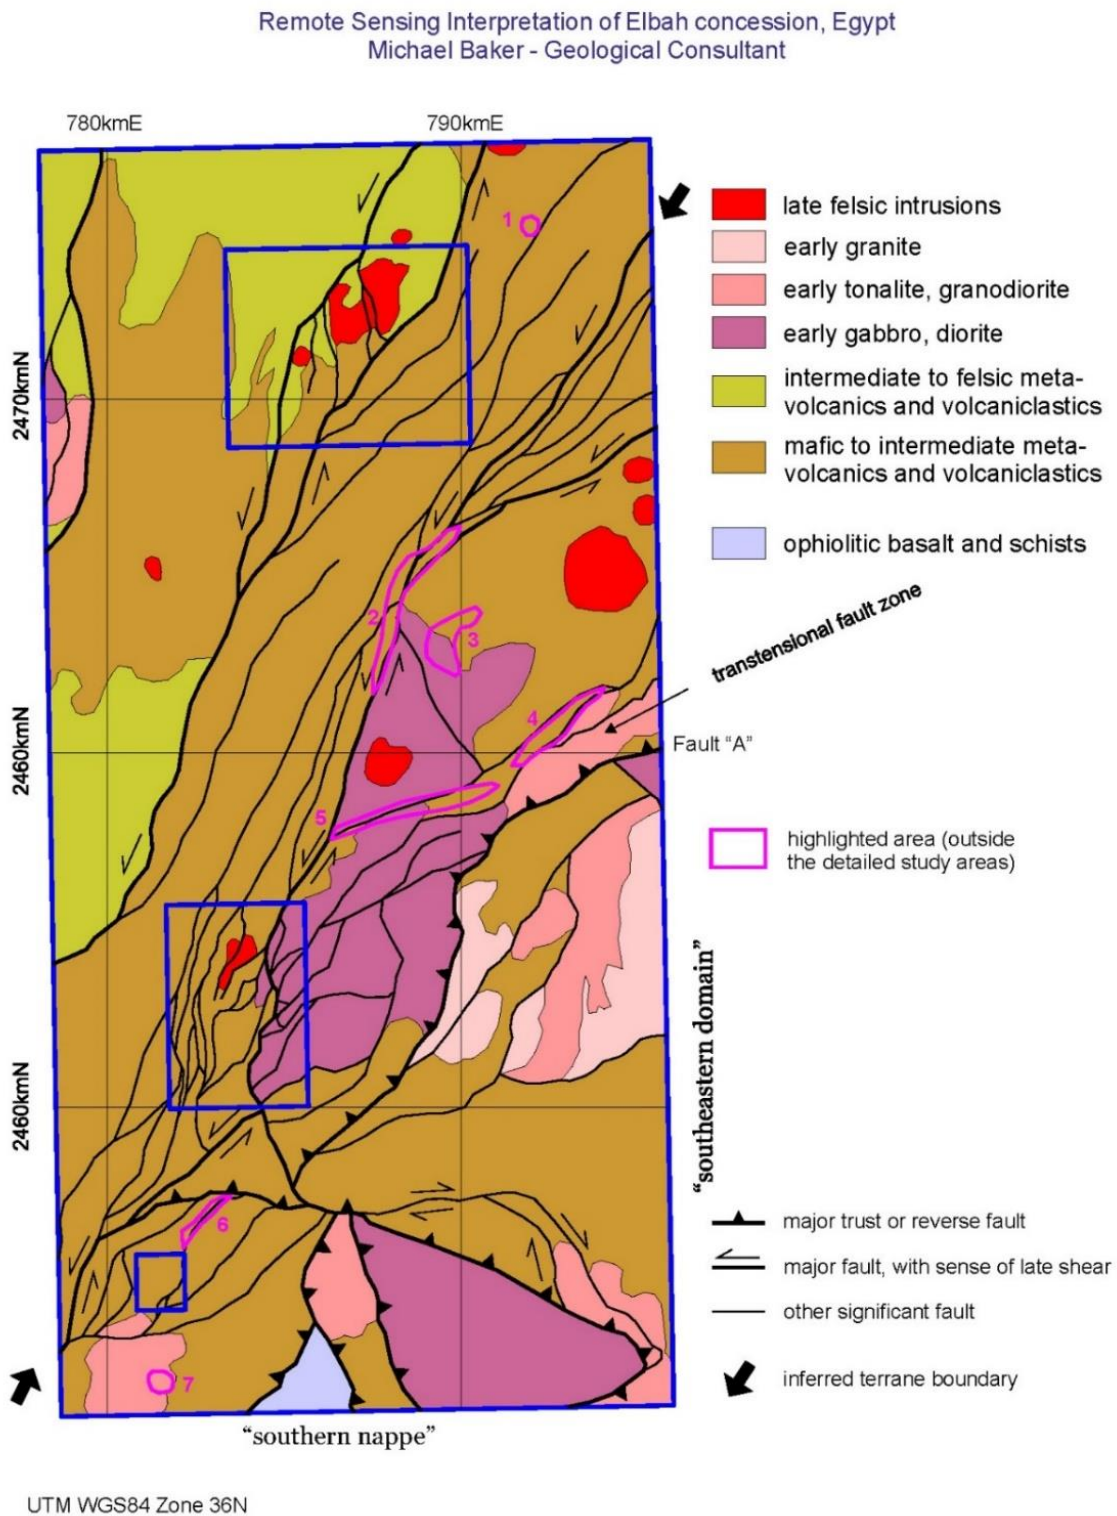 Remote Sensing Interpretation of Elbah concession, Egypt
Michael Baker - Geological Consultant
780kmE
790kmE
late felsic intrusions
early granite
early tonalite, granodiorite
early gabbro, diorite
intermediate to felsic meta-
volcanics and volcaniclastics
mafic to intermediate meta-
volcanics and volcaniclastics
ophiolitic basalt and schists
transtensional fault zone
Fault "A"
highlighted area (outside
the detailed study areas)
"southeastern domain"
major trust or reverse fault
major fault, with sense of late shear
other significant fault
inferred terrane boundary
2470kmN
2460kmN
2460kmN
1
2
3
4
5
6
7
"southern nappe"
UTM WGS84 Zone 36N